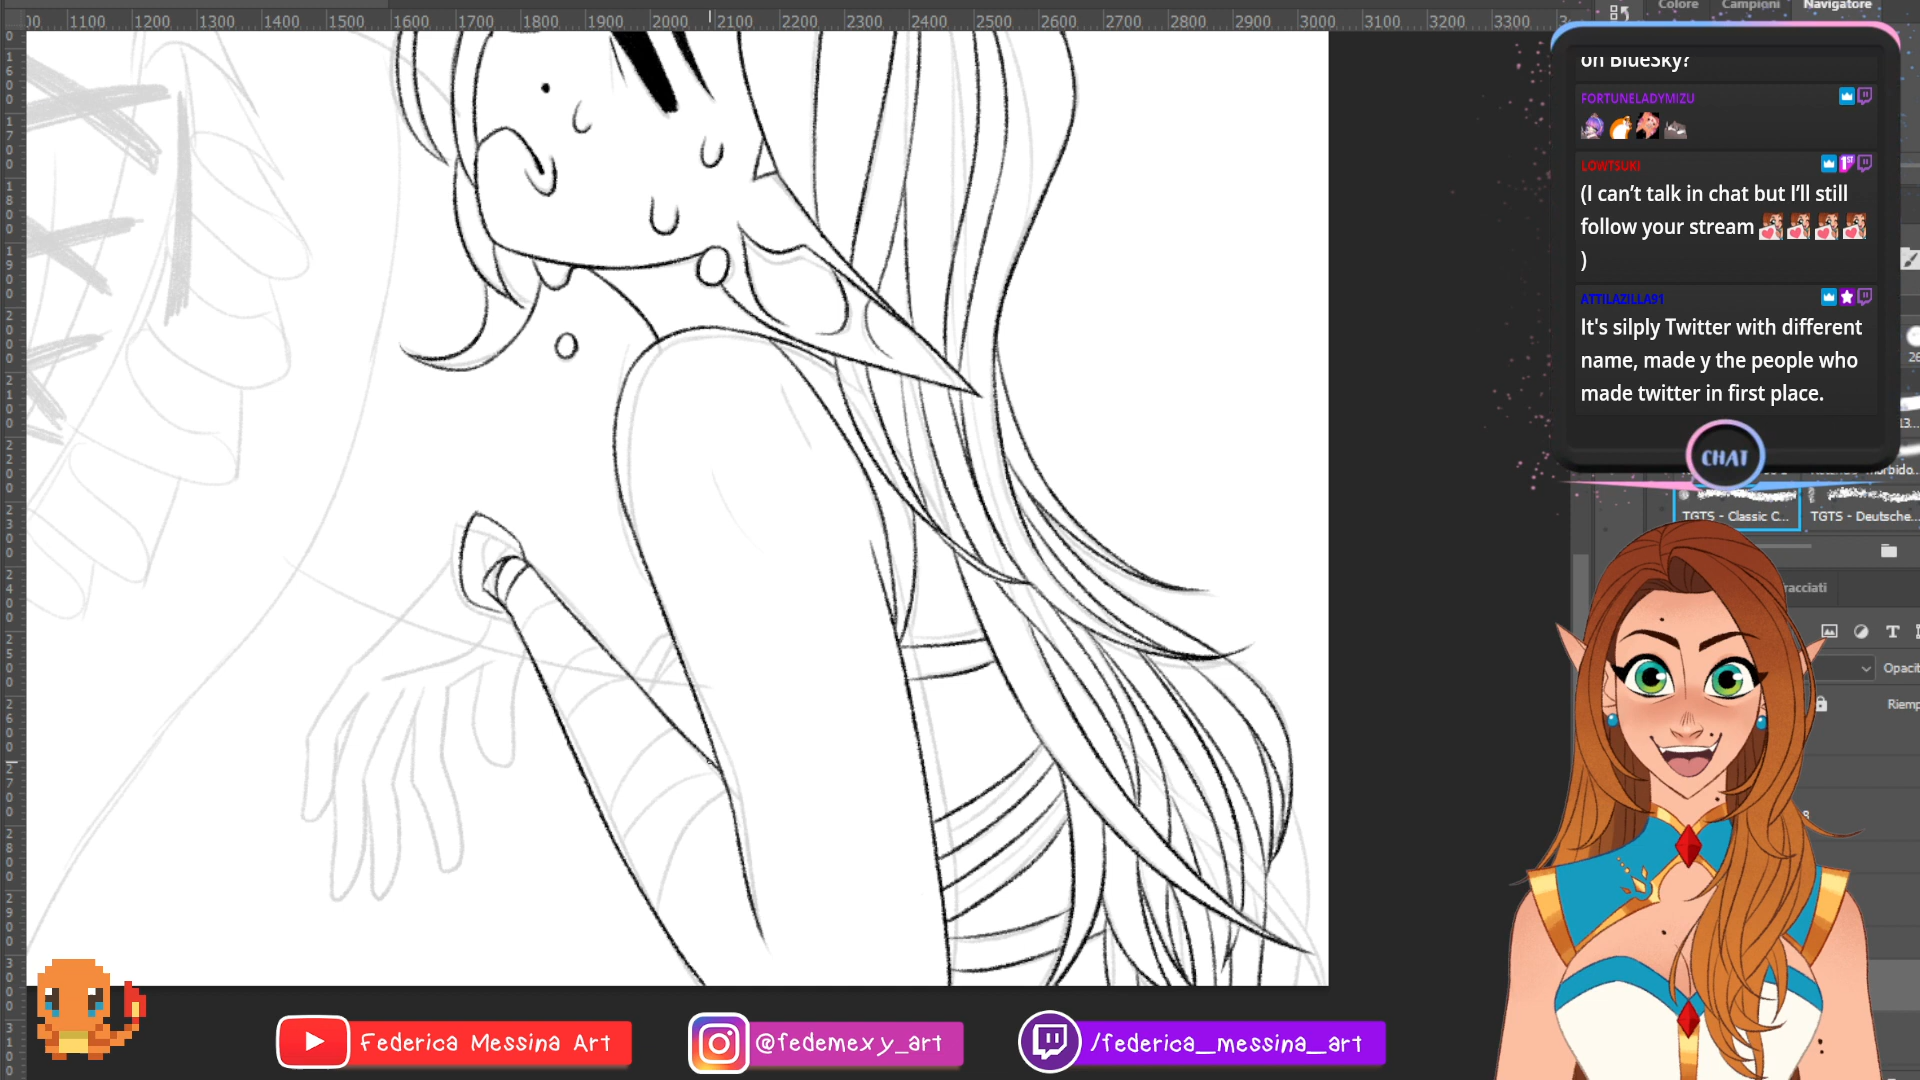 Colore Campioni Navigatore
1100 1200 1300 1400 1500 1600 1700 1800 1900 2000 2100 2200 2300 2400 2500 2600 2700 2800 2900 3000 3100 3200 3300
on BlueSky?
FORTUNELADYMIZU
LOWTSUKI
(I can’t talk in chat but I’ll still
follow your stream
)
ATTILAZILLA91
It's silply Twitter with different
name, made y the people who
made twitter in first place.
CHAT
TGTS - Classic C... TGTS - Deutsche...
racciati
Opacit
Riemp
Federica Messina Art
@fedemexy_art
/federica_messina_art